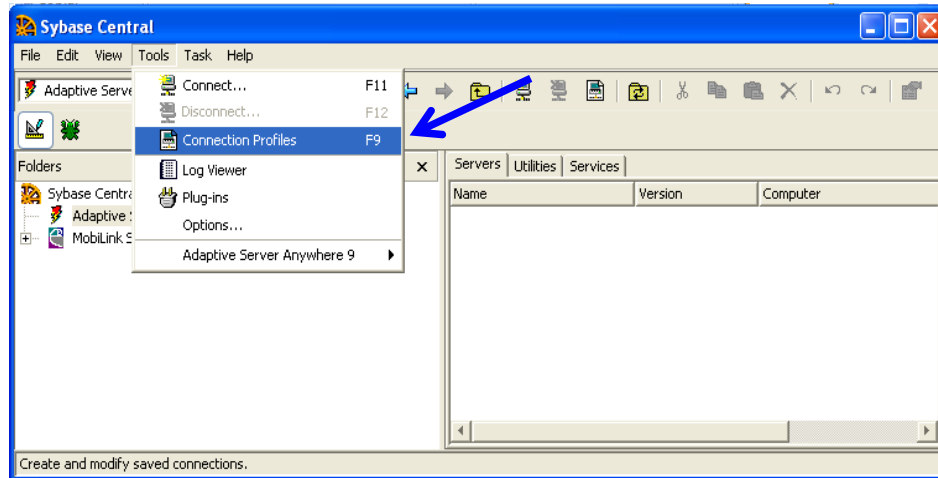 Sybase Central
File Edit View Tools Task Help
Adaptive Serve
Connect... F11
Disconnect... F12
Connection Profiles F9
Log Viewer
Plug-ins
Options...
Adaptive Server Anywhere 9
Folders
Sybase Centra
Adaptive
MobiLink S
Servers Utilities Services
Name Version Computer
Create and modify saved connections.